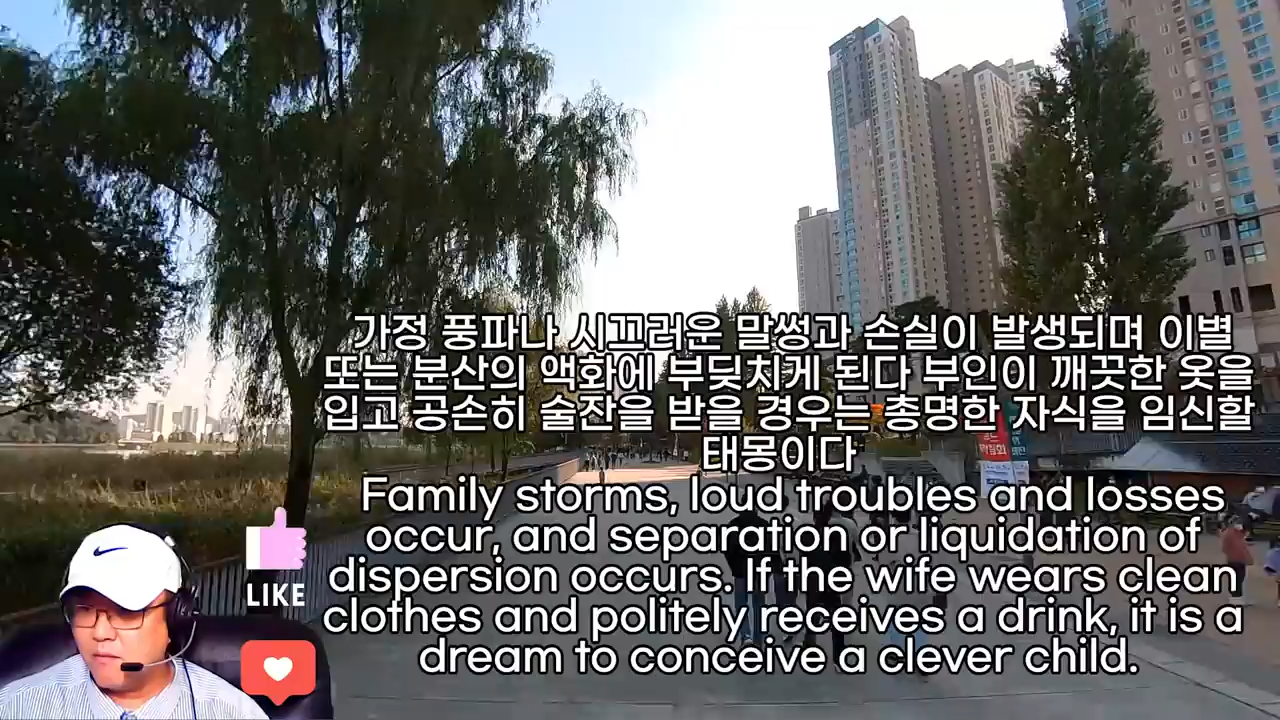 가정 풍파나 시끄러운 말썽과 손실이 발생되며 이별
또는 분산의 액화에 부딪치게 된다 부인이 깨끗한 옷을
입고 공손히 술잔을 받을 경우는 총명한 자식을 임신할
태몽이다
Family storms, loud troubles and losses
occur, and separation or liquidation of
dispersion occurs. If the wife wears clean
clothes and politely receives a drink, it is a
dream to conceive a clever child.
LIKE